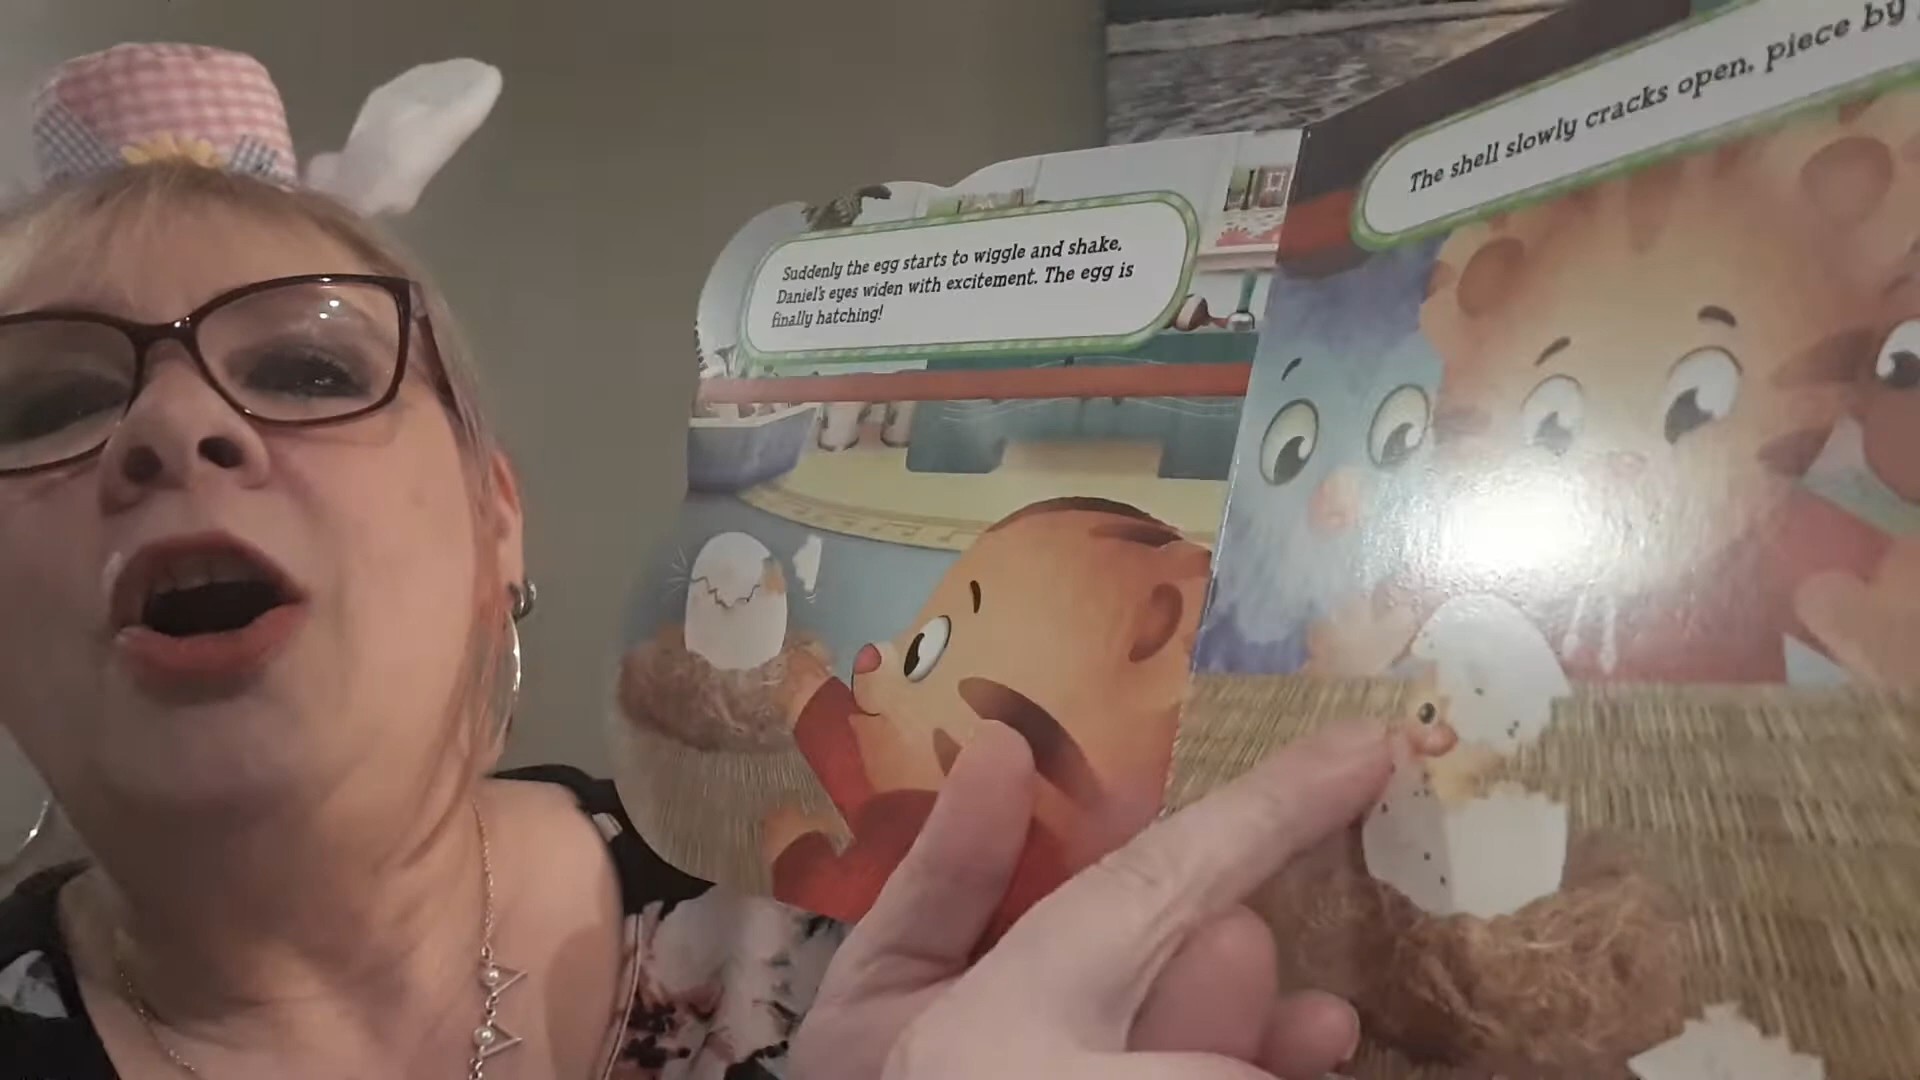 Suddenly the egg starts to wiggle and shake.
Daniel's eyes widen with excitement. The egg is
finally hatching!
The shell slowly cracks open, piece by